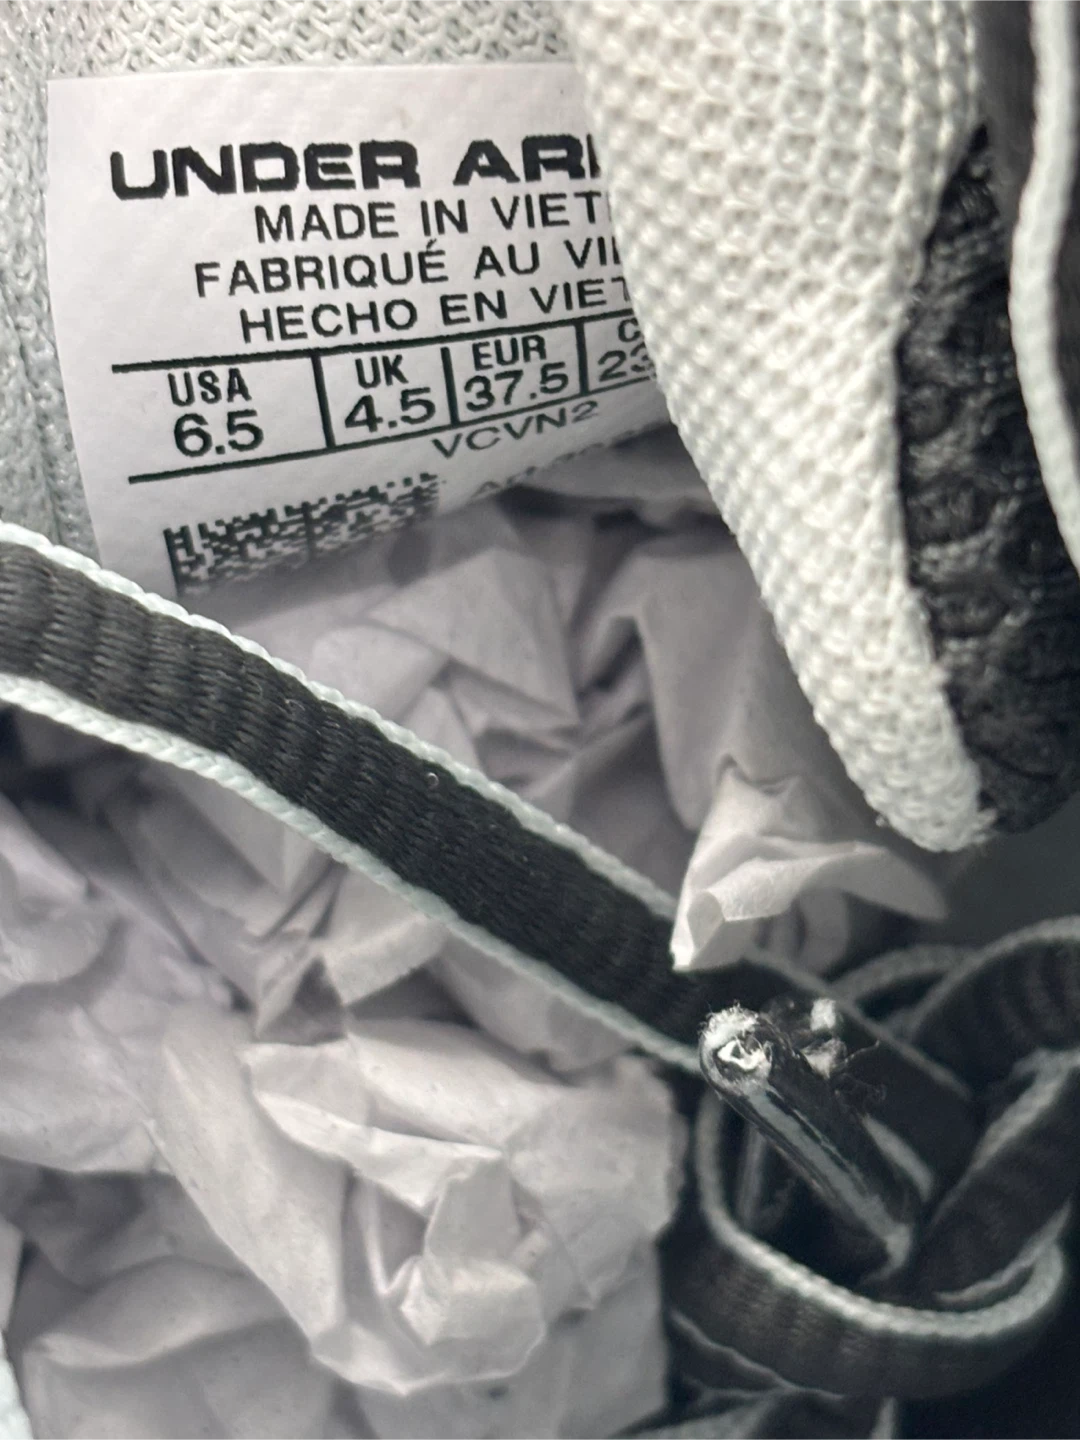 UNDER AR
MADE IN VIET
FABRIQUÉ AU VI
HECHO EN VIET
USA UK EUR C
6.5 4.5 37.5 23
VCVN2